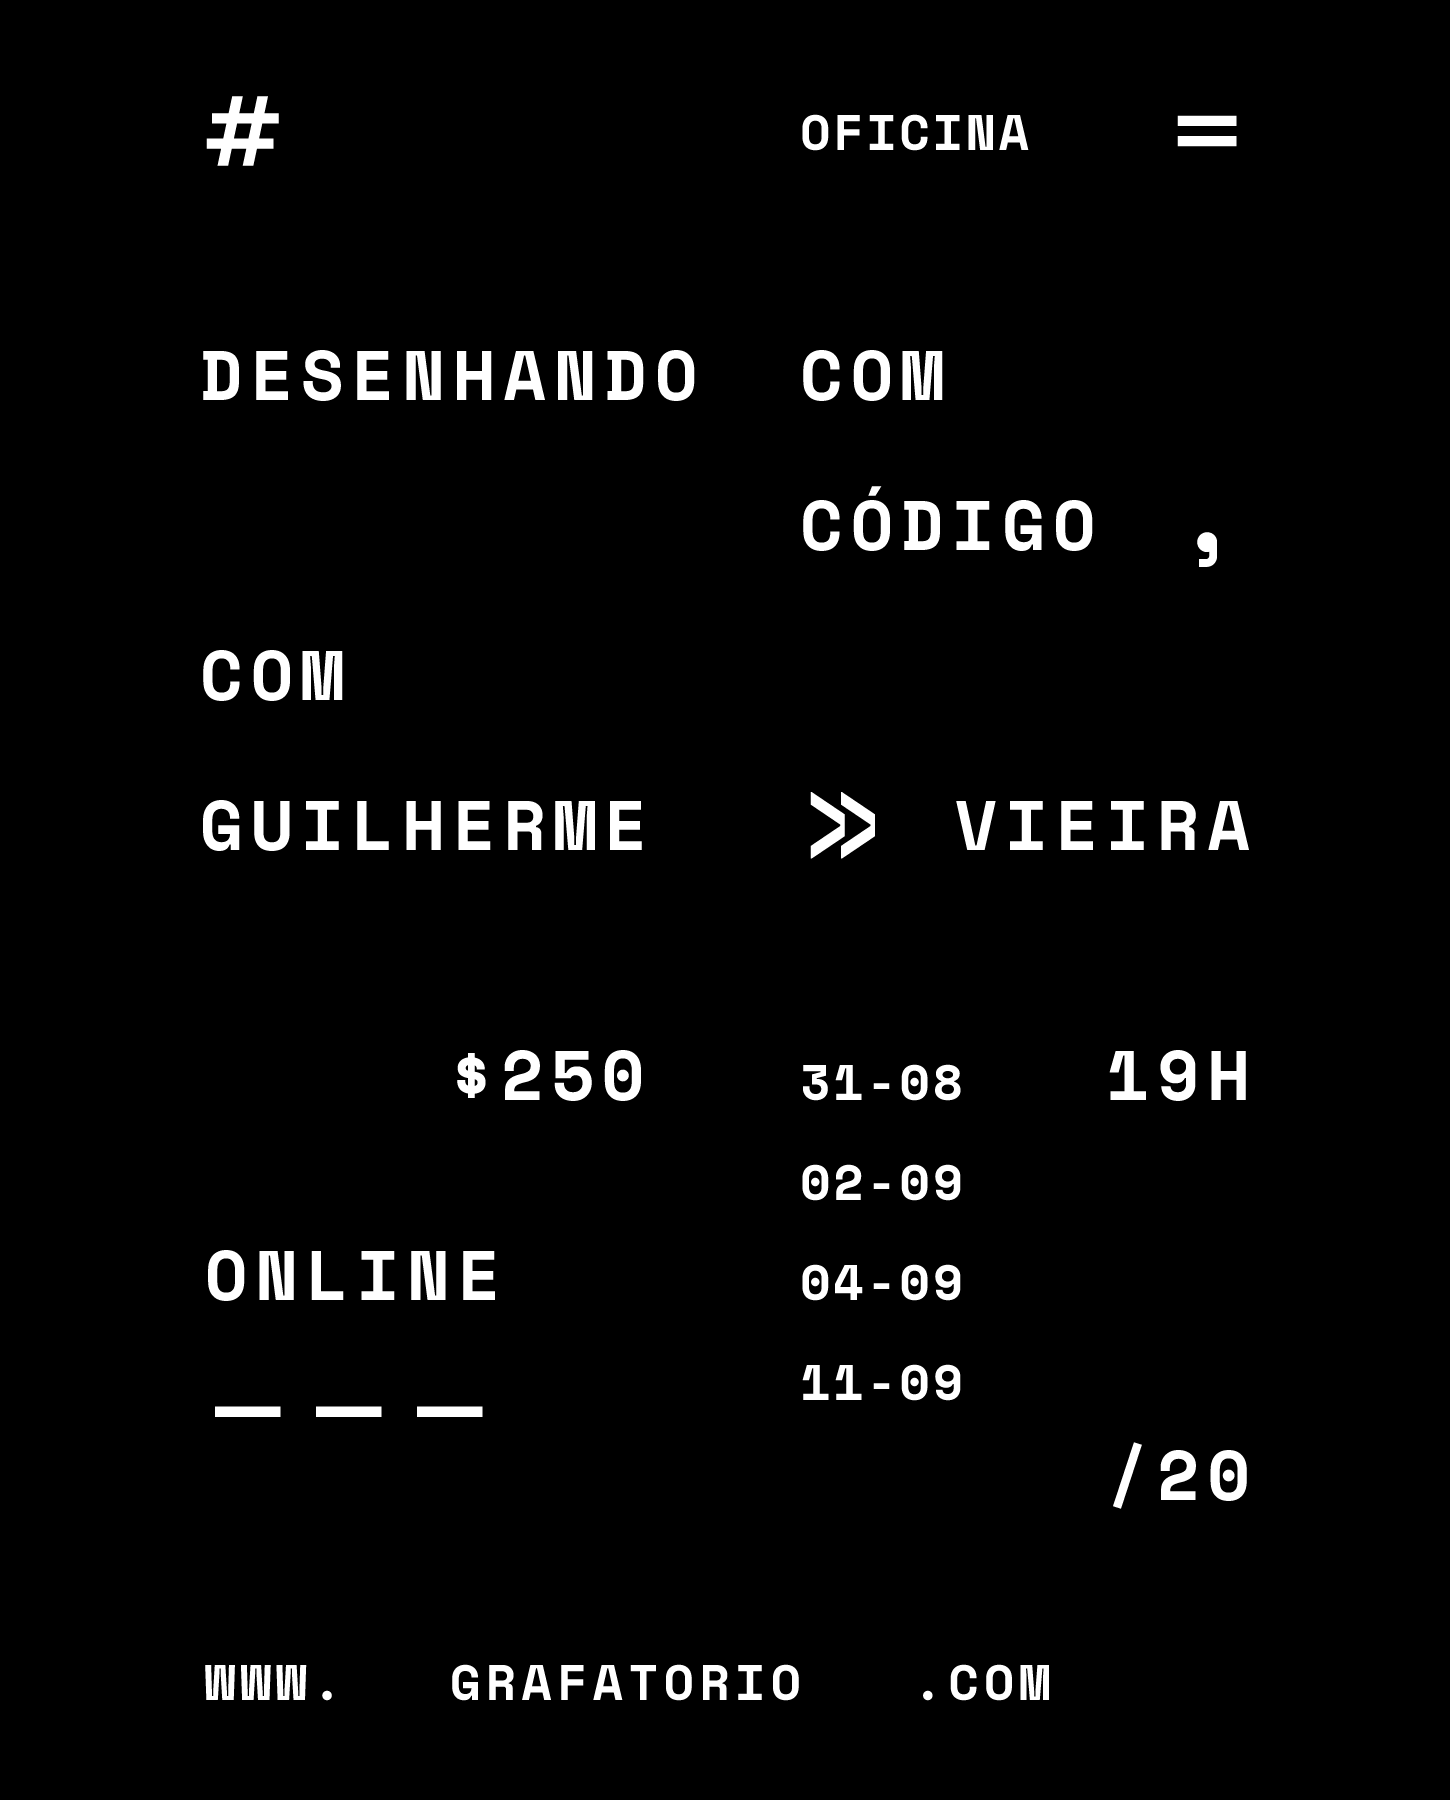 # OFICINA =
DESENHANDO COM
CÓDIGO ,
COM
GUILHERME » VIEIRA
$250 31-08 19H
02-09
ONLINE 04-09
___ 11-09
/20
WWW. GRAFATORIO .COM